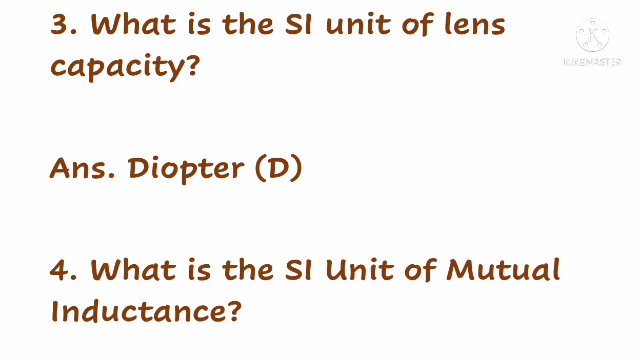 3. What is the SI unit of lens
capacity?
KINEMASTER
Ans. Diopter (D)
4. What is the SI Unit of Mutual
Inductance?